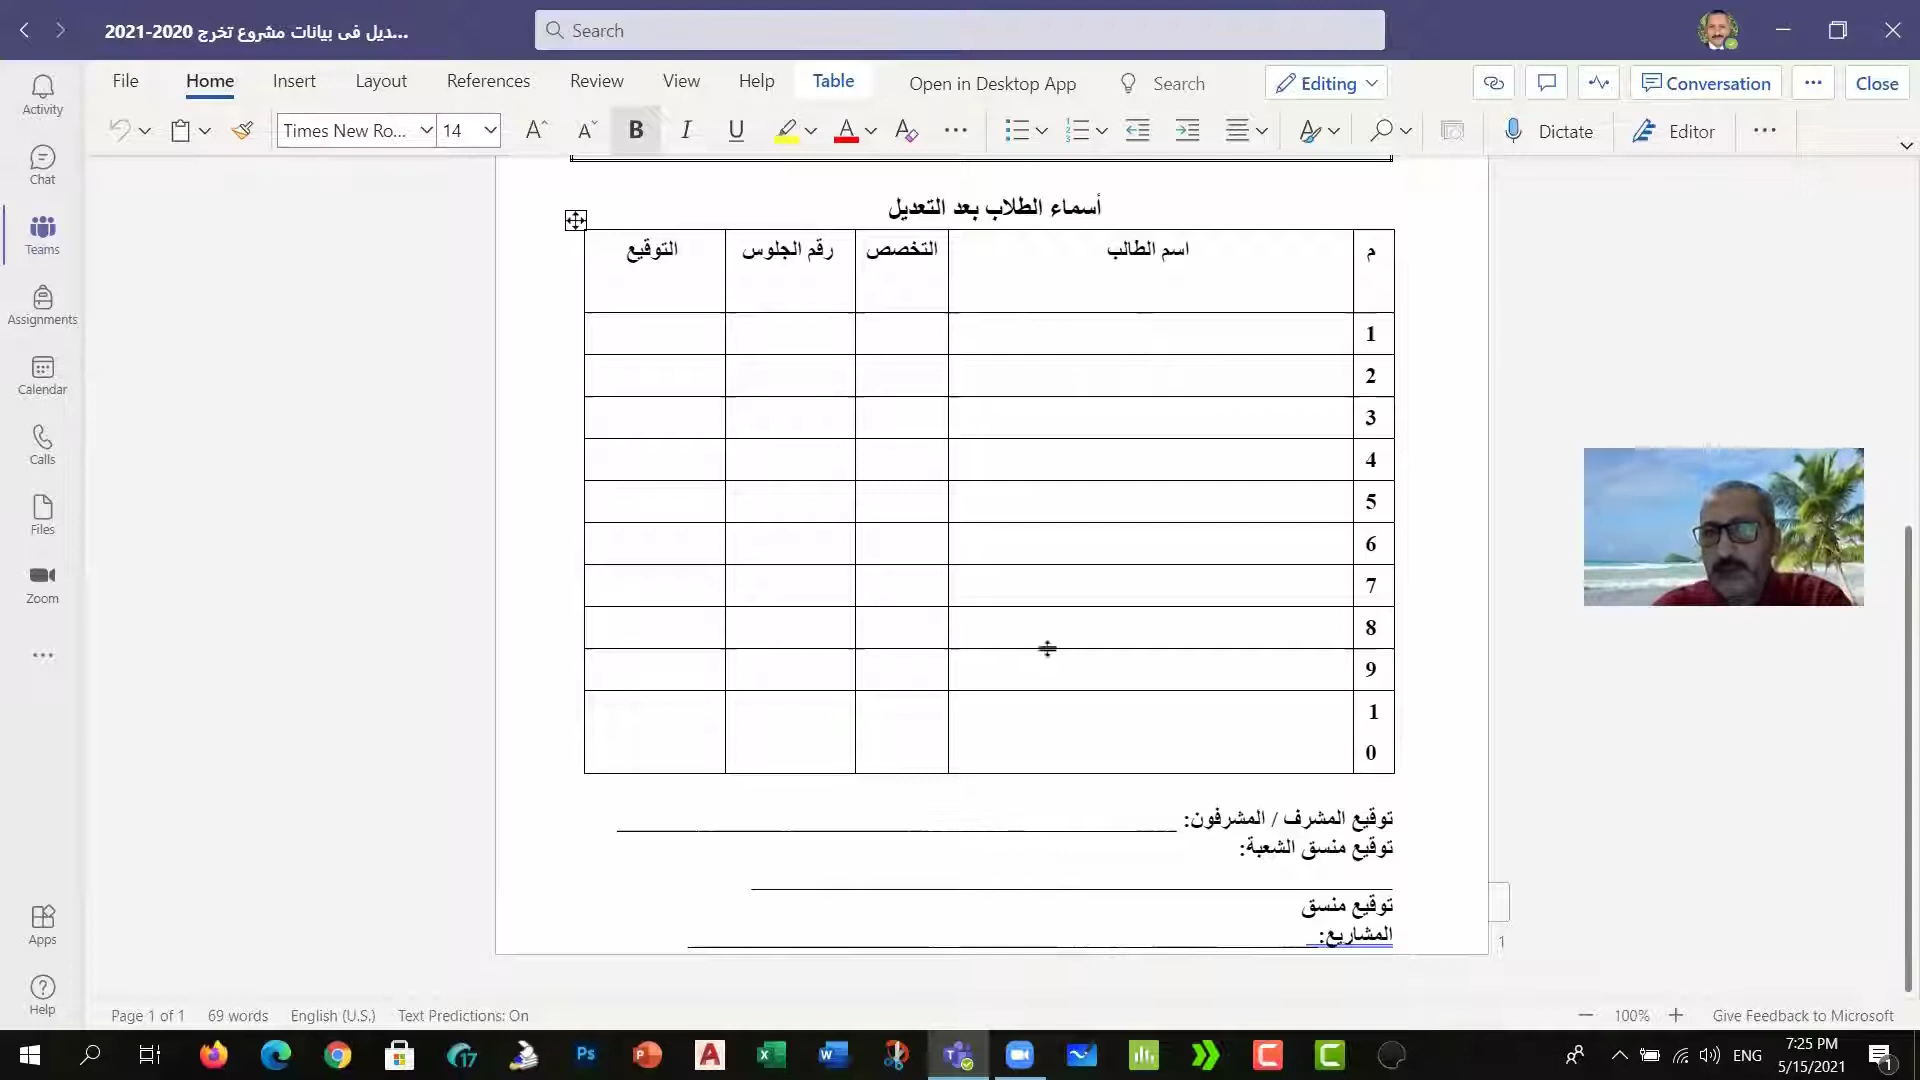 ديل فى بيانات مشروع تخرج 2020-2021...
Search
File
Home
Insert
Layout
References
Review
View
Help
Table
Open in Desktop App
Search
Editing
Conversation
Close
Times New Ro...
14
B
I
U
Dictate
Editor
Activity
Chat
Teams
Assignments
Calendar
Calls
Files
Zoom
Apps
Help
أسماء الطلاب بعد التعديل
م اسم الطالب التخصص رقم الجلوس التوقيع
1
2
3
4
5
6
7
8
9
1
0
توقيع المشرف / المشرفون:
توقيع منسق الشعبة:
توقيع منسق
المشاريع:
1
Page 1 of 1
69 words
English (U.S.)
Text Predictions: On
100%
Give Feedback to Microsoft
17
Ps
ENG
7:25 PM
5/15/2021
1